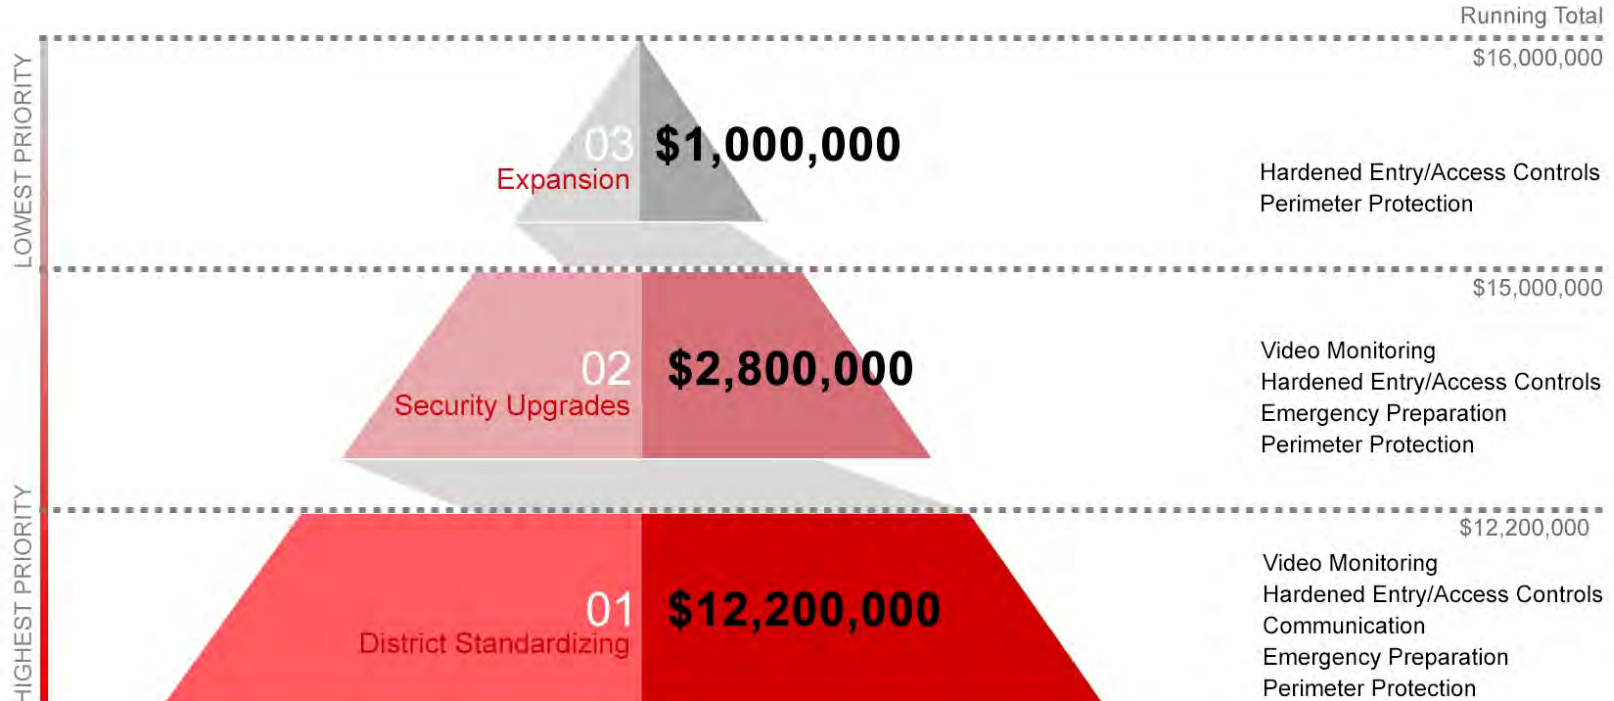 Running Total
$16,000,000
LOWEST PRIORITY
03
$1,000,000
Expansion
Hardened Entry/Access Controls
Perimeter Protection
$15,000,000
02
$2,800,000
Security Upgrades
Video Monitoring
Hardened Entry/Access Controls
Emergency Preparation
Perimeter Protection
HIGHEST PRIORITY
$12,200,000
01
$12,200,000
District Standardizing
Video Monitoring
Hardened Entry/Access Controls
Communication
Emergency Preparation
Perimeter Protection